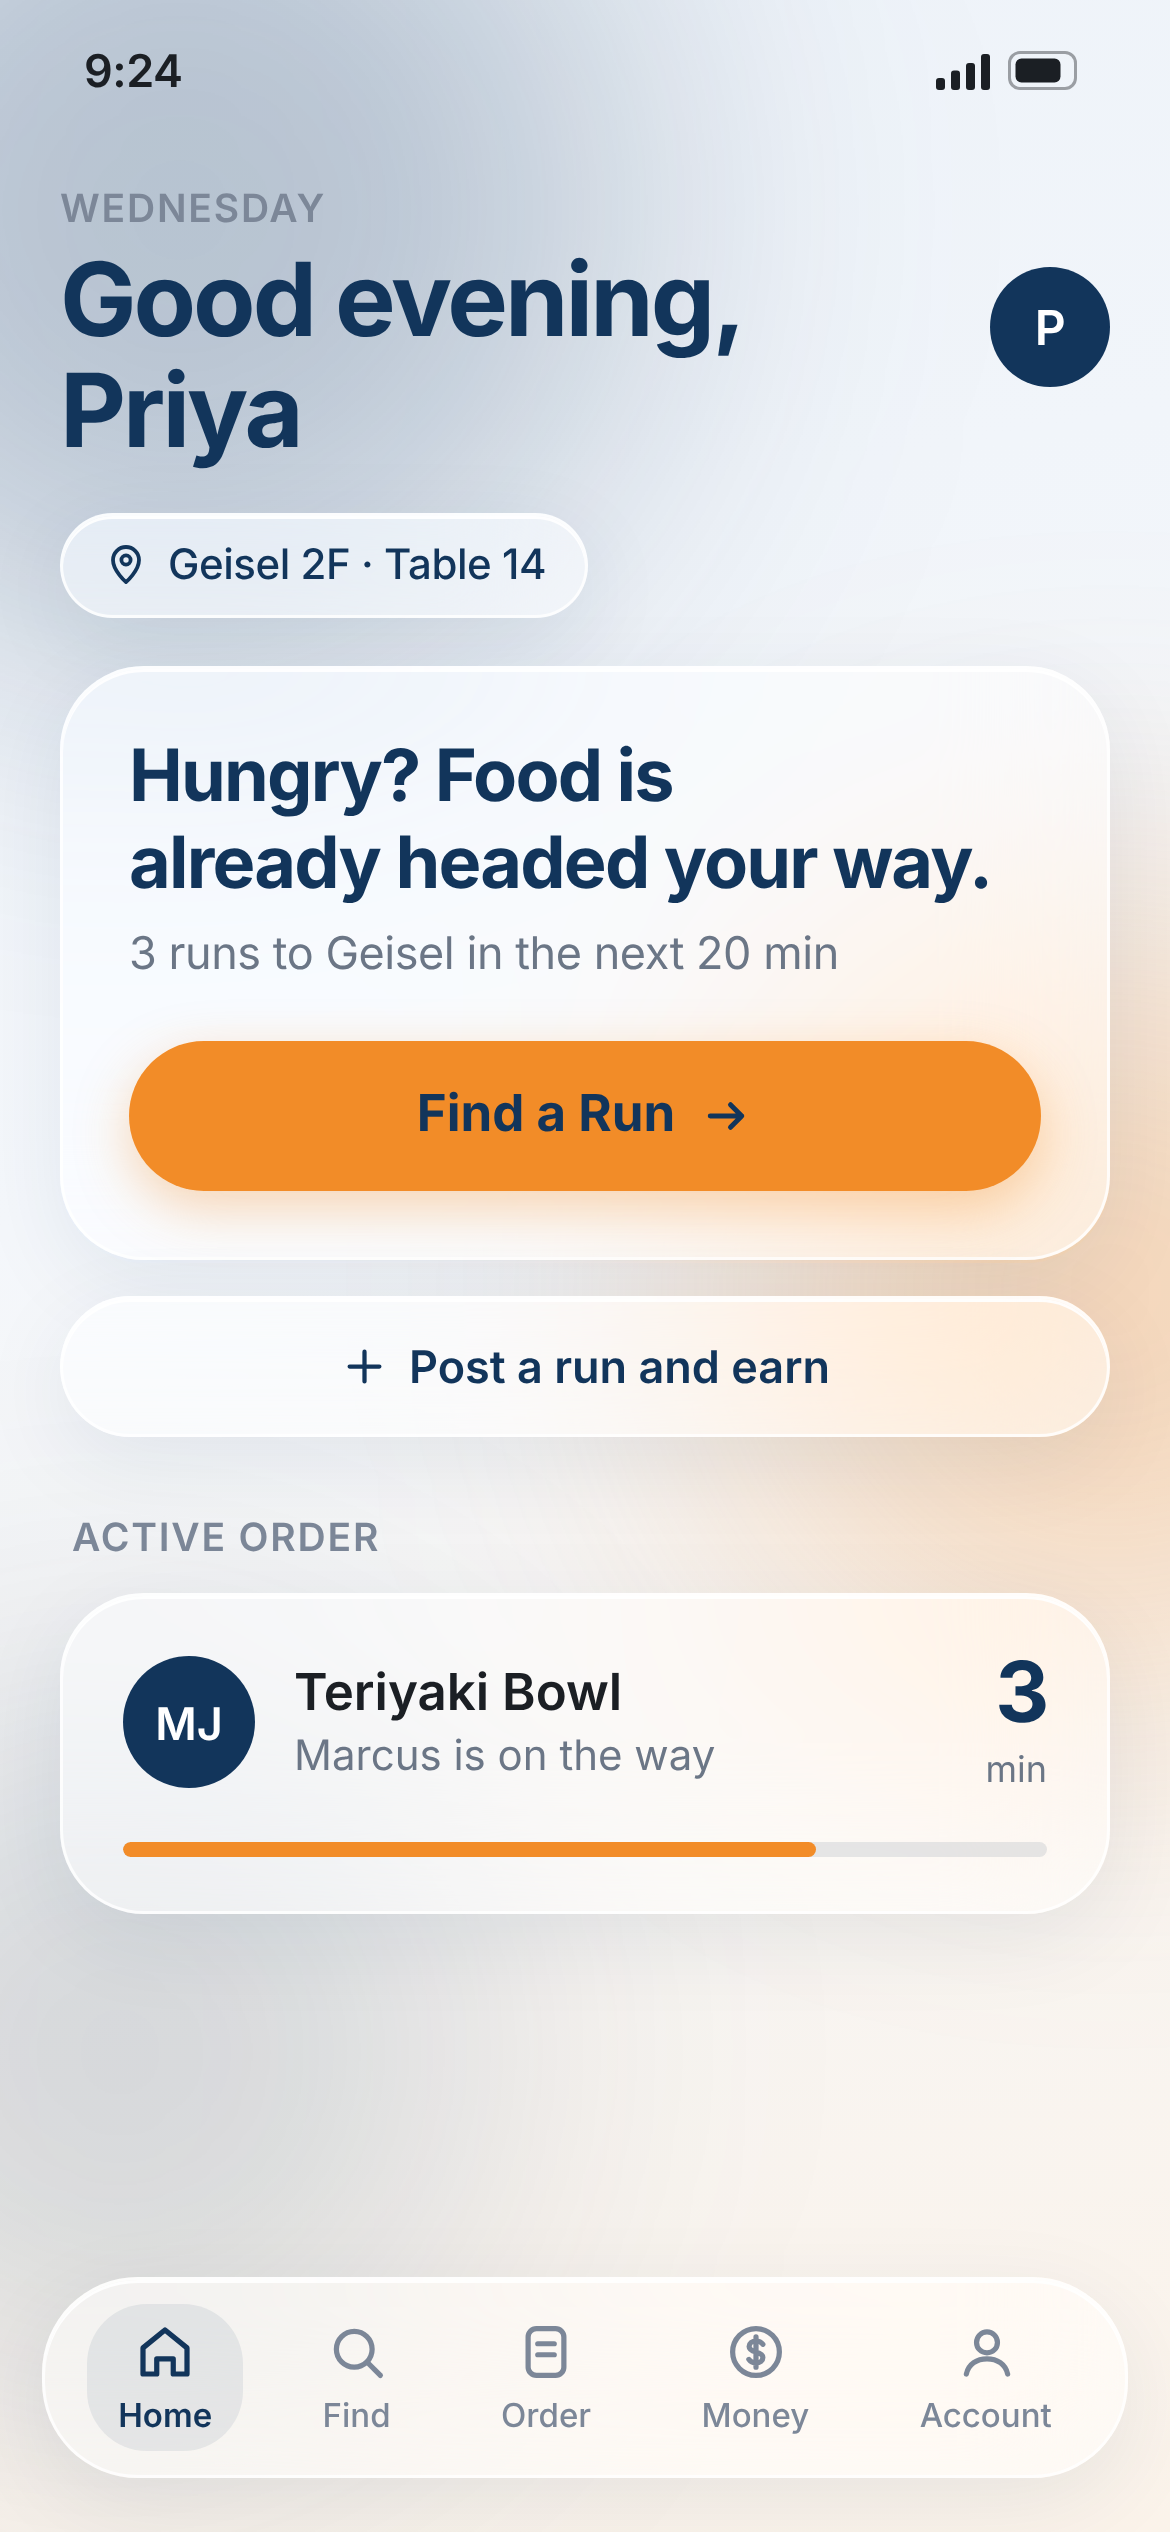 9:24
WEDNESDAY
Good evening,
Priya
P
Geisel 2F · Table 14
Hungry? Food is
already headed your way.
3 runs to Geisel in the next 20 min
Find a Run →
+ Post a run and earn
ACTIVE ORDER
MJ
Teriyaki Bowl
Marcus is on the way
3
min
Home
Find
Order
Money
Account